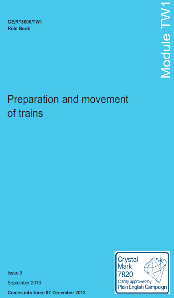 GE/RT8000/TW1
Rule Book
Module TW1
Preparation and movement
of trains
Issue 3
September 2013
Comes into force 07 December 2013
Crystal
Mark
7820
Clarity approved by
Plain English Campaign